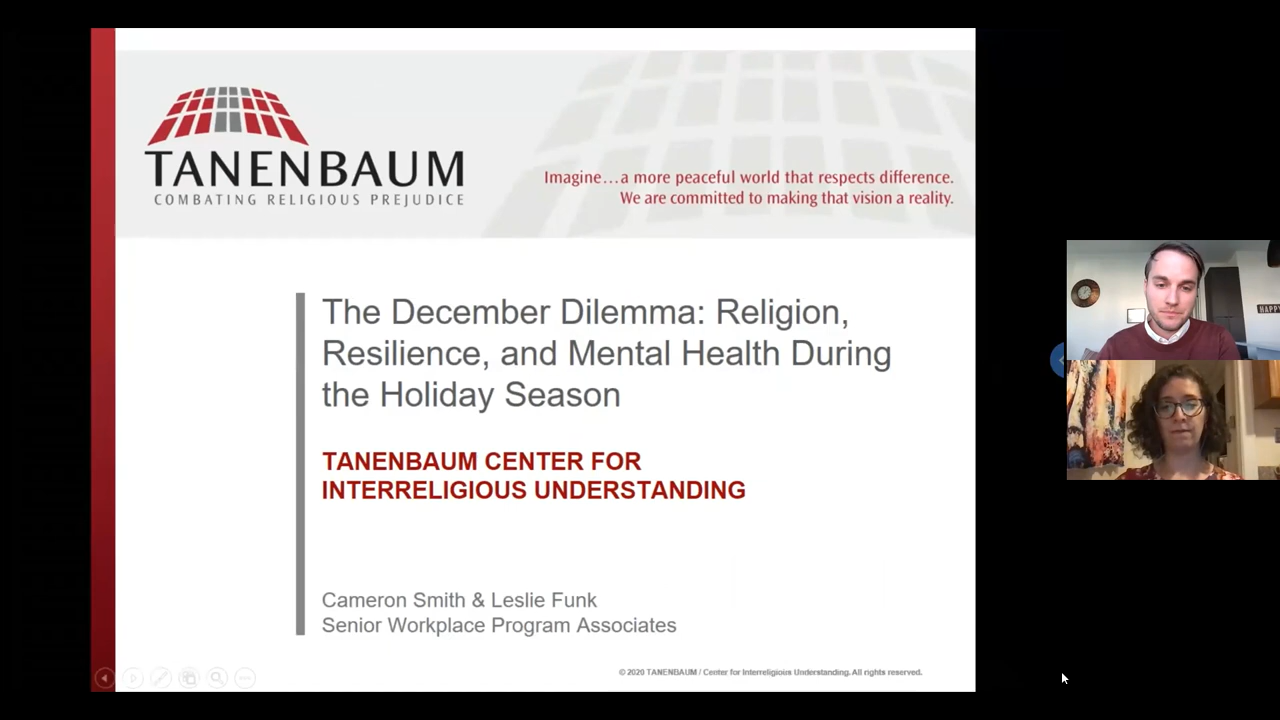 TANENBAUM
COMBATING RELIGIOUS PREJUDICE
Imagine…a more peaceful world that respects difference.
We are committed to making that vision a reality.
The December Dilemma: Religion,
Resilience, and Mental Health During
the Holiday Season
TANENBAUM CENTER FOR
INTERRELIGIOUS UNDERSTANDING
Cameron Smith & Leslie Funk
Senior Workplace Program Associates
© 2020 TANENBAUM / Center for Interreligious Understanding. All rights reserved.
HAPPY